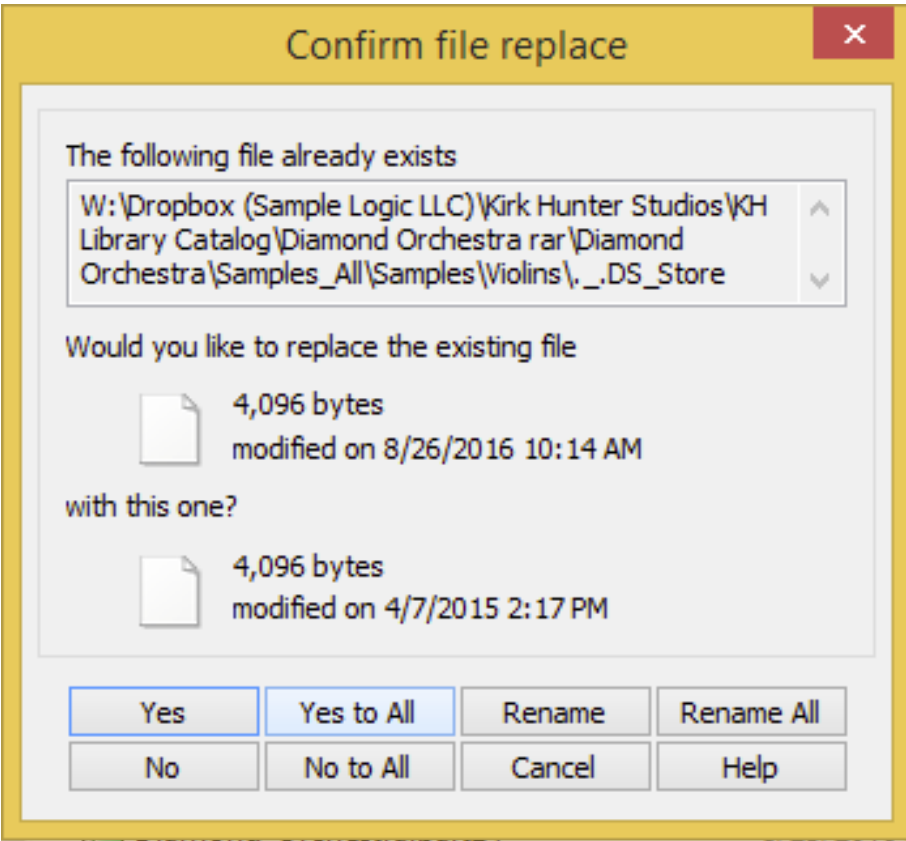 Confirm file replace
The following file already exists
W:\Dropbox (Sample Logic LLC)\Kirk Hunter Studios\KH
Library Catalog\Diamond Orchestra rar\Diamond
Orchestra\Samples_All\Samples\Violins\._.DS_Store
Would you like to replace the existing file
4,096 bytes
modified on 8/26/2016 10:14 AM
with this one?
4,096 bytes
modified on 4/7/2015 2:17 PM
Yes
Yes to All
Rename
Rename All
No
No to All
Cancel
Help